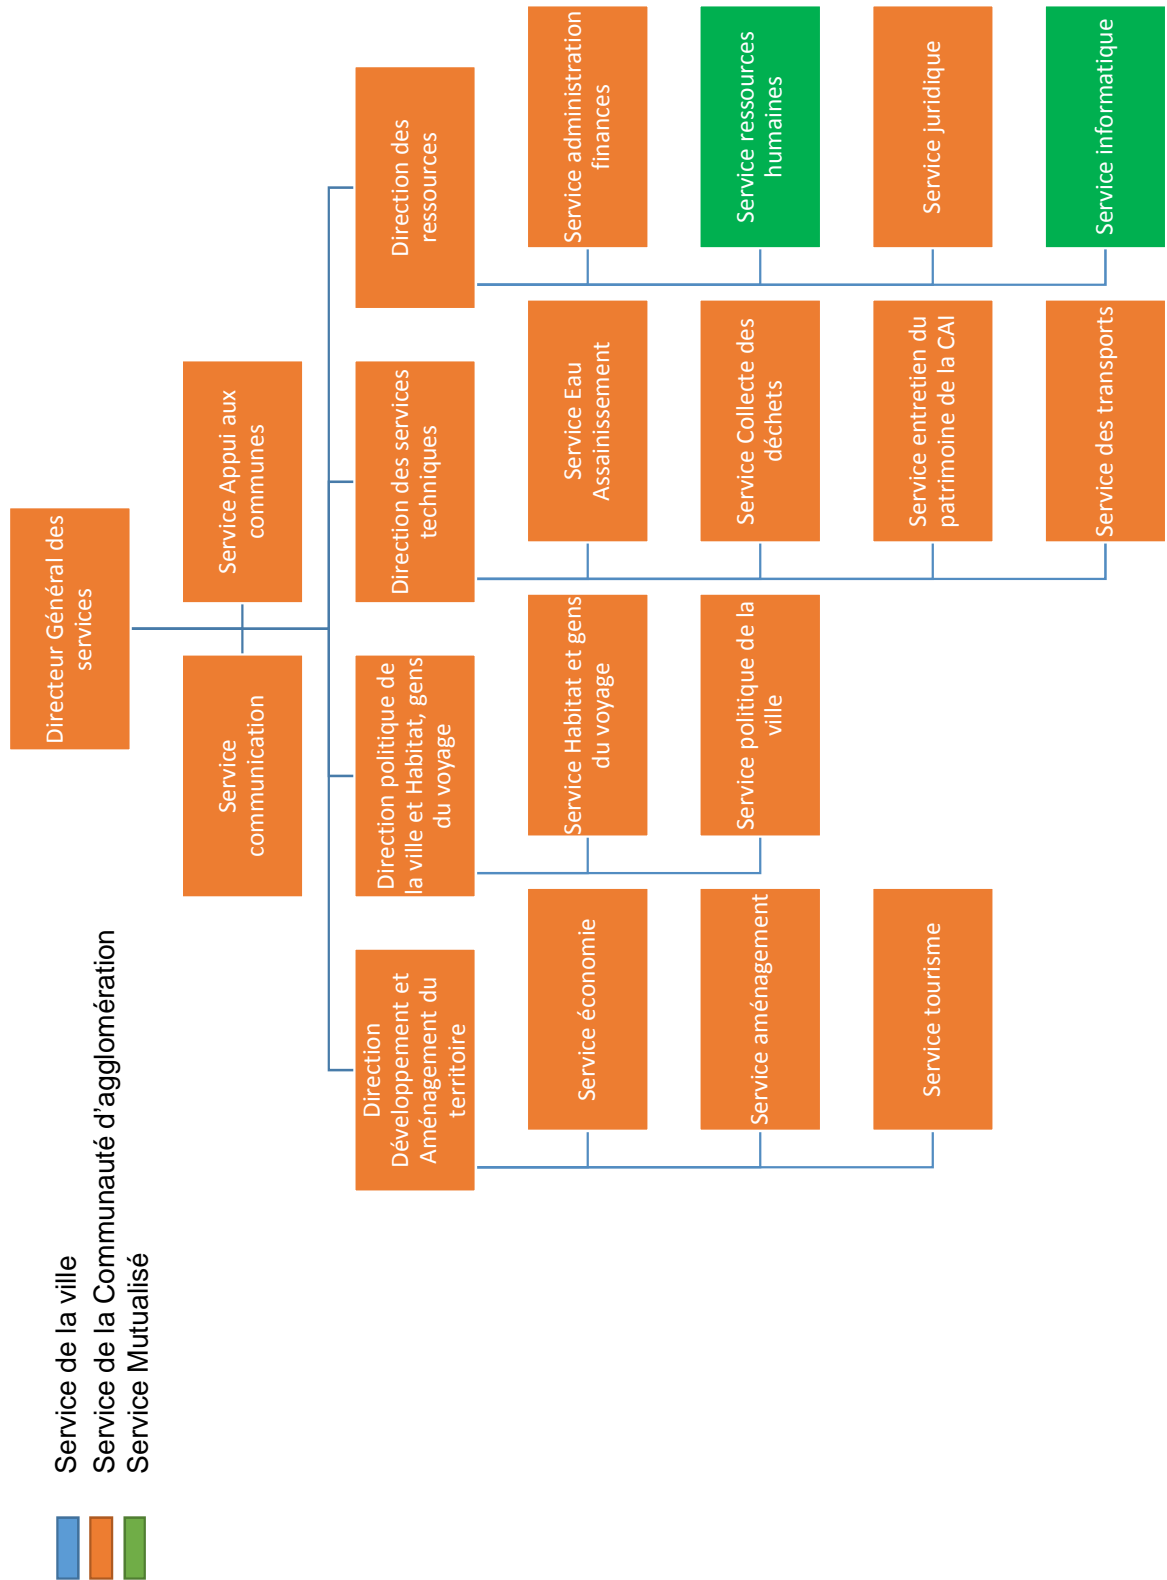 Service de la ville
Service de la Communauté d'agglomération
Service Mutualisé
Directeur Général des
services
Service
communication
Service Appui aux
communes
Direction
Développement et
Aménagement du
territoire
Direction politique de
la ville et Habitat, gens
du voyage
Direction des services
techniques
Direction des
ressources
Service économie
Service aménagement
Service tourisme
Service Habitat et gens
du voyage
Service politique de la
ville
Service Eau
Assainissement
Service Collecte des
déchets
Service entretien du
patrimoine de la CAI
Service des transports
Service administration
finances
Service ressources
humaines
Service juridique
Service informatique